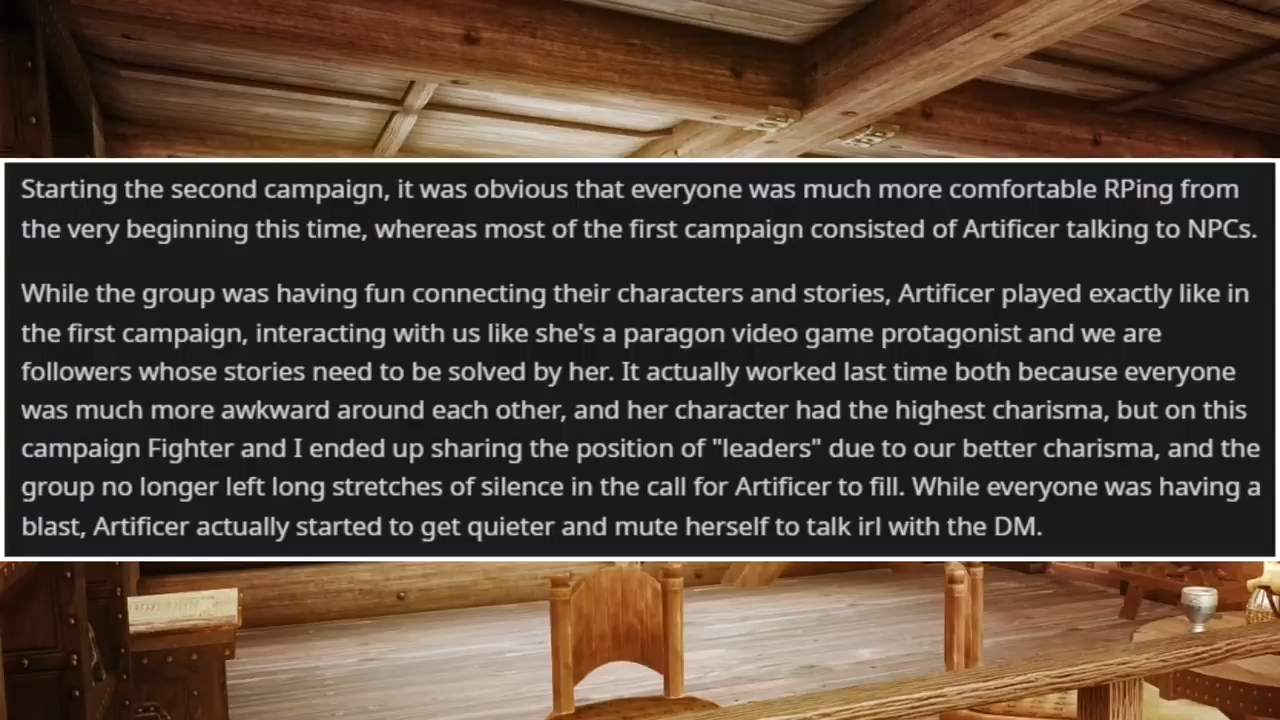 Starting the second campaign, it was obvious that everyone was much more comfortable RPing from
the very beginning this time, whereas most of the first campaign consisted of Artificer talking to NPCs.
While the group was having fun connecting their characters and stories, Artificer played exactly like in
the first campaign, interacting with us like she's a paragon video game protagonist and we are
followers whose stories need to be solved by her. It actually worked last time both because everyone
was much more awkward around each other, and her character had the highest charisma, but on this
campaign Fighter and I ended up sharing the position of "leaders" due to our better charisma, and the
group no longer left long stretches of silence in the call for Artificer to fill. While everyone was having a
blast, Artificer actually started to get quieter and mute herself to talk irl with the DM.